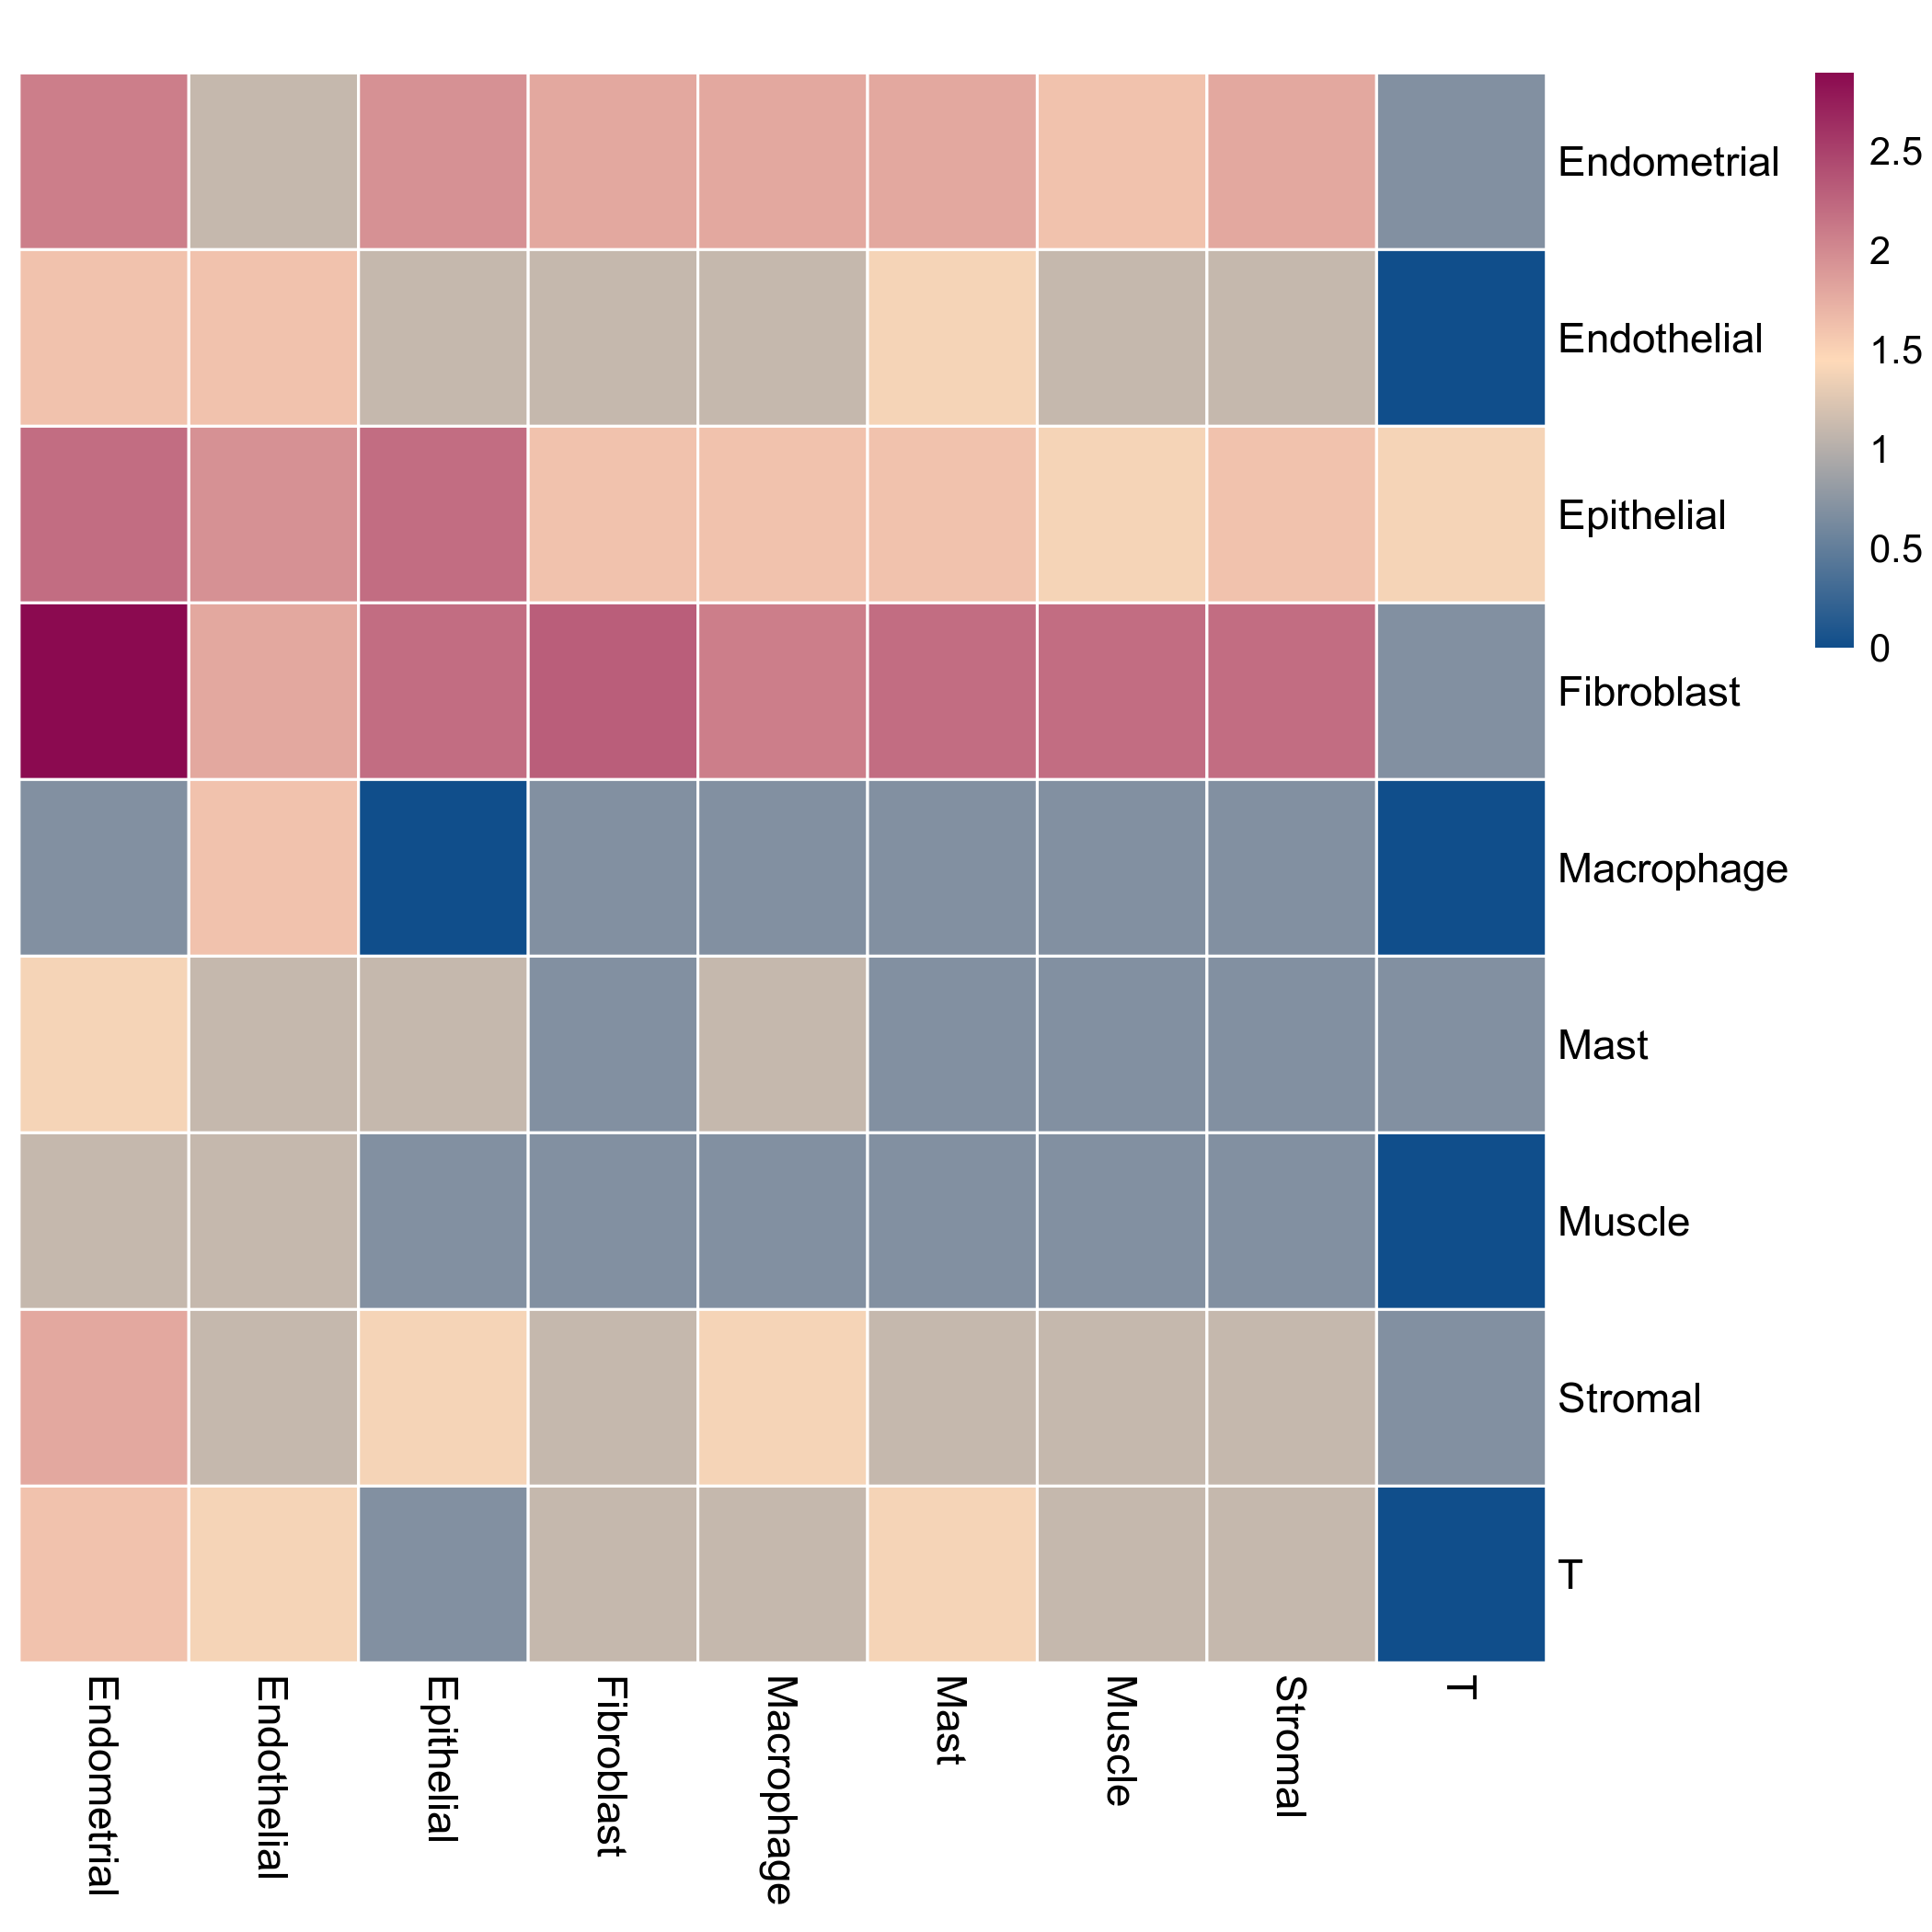 Endometrial
Endothelial
Epithelial
Fibroblast
Macrophage
Mast
Muscle
Stromal
T
2.5
2
1.5
1
0.5
0
Endometrial
Endothelial
Epithelial
Fibroblast
Macrophage
Mast
Muscle
Stromal
T